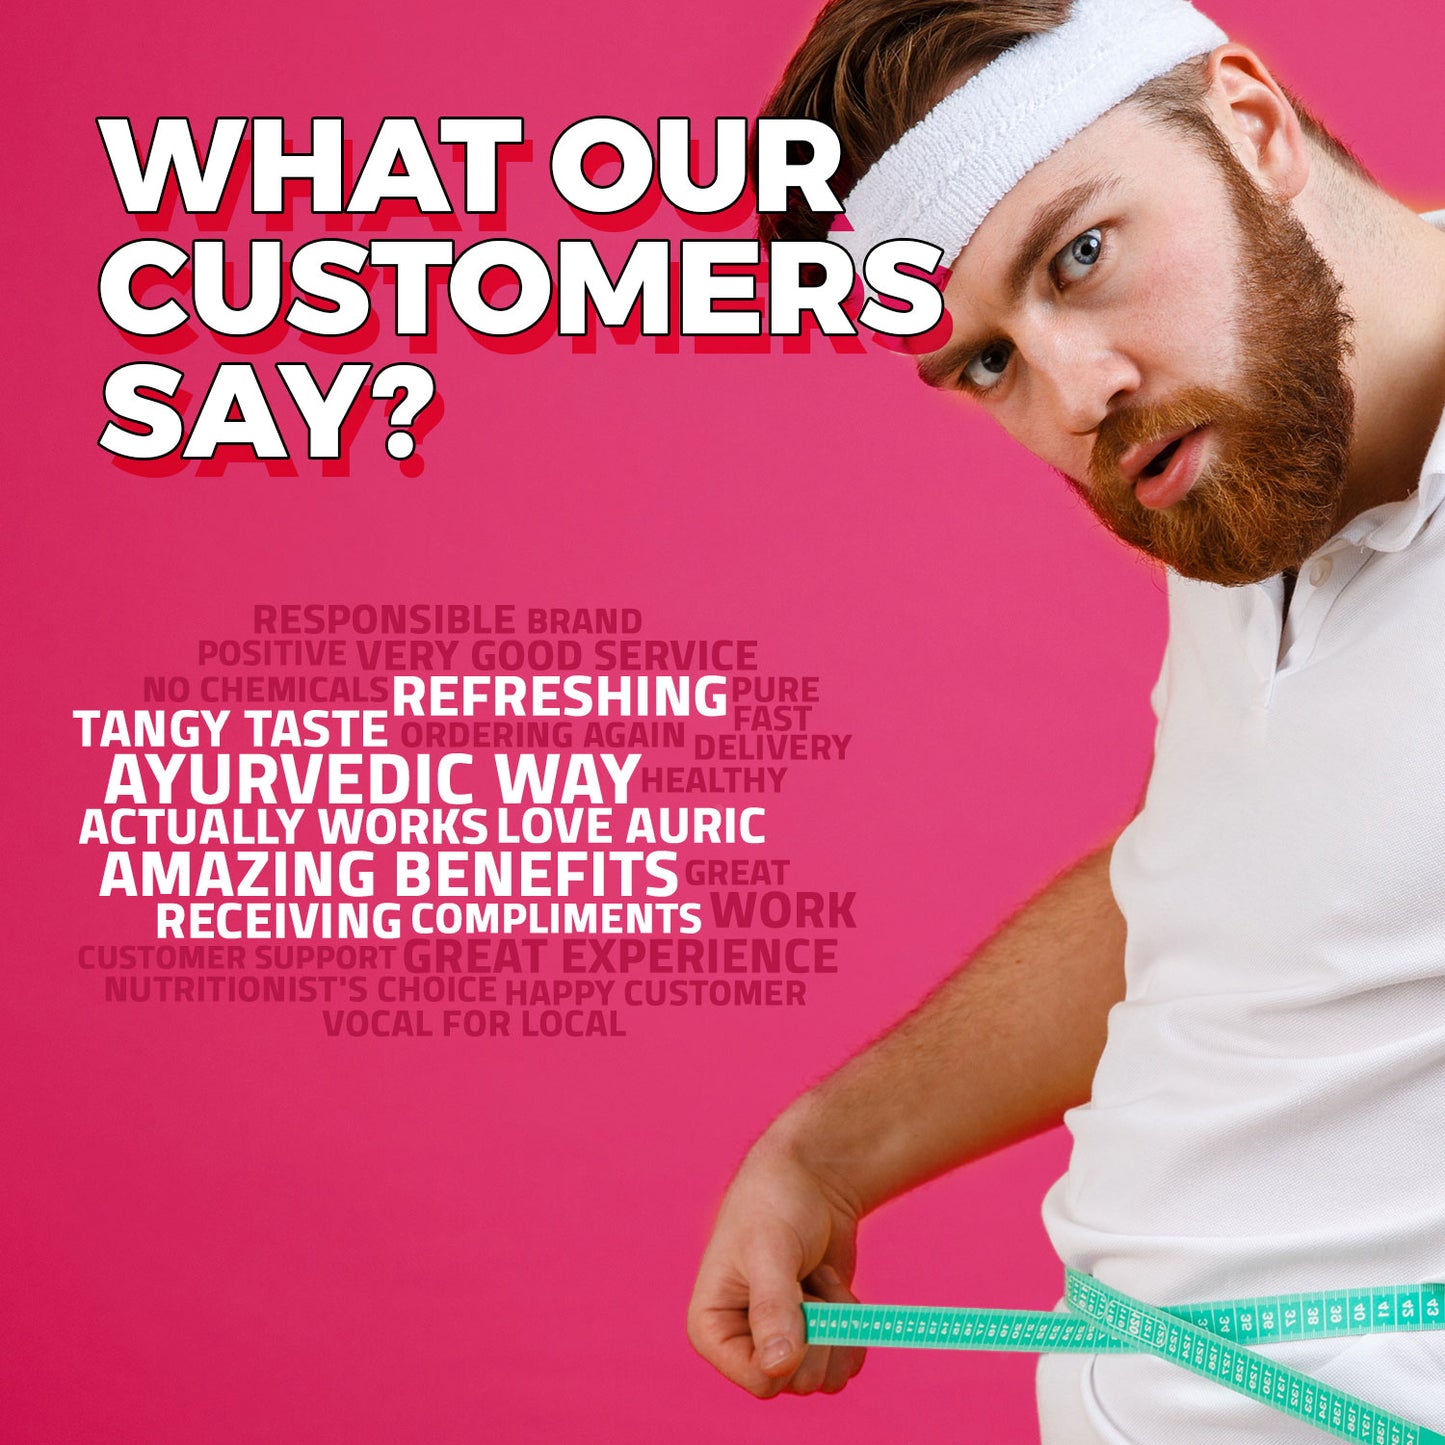 WHAT OUR
CUSTOMERS
SAY?
RESPONSIBLE BRAND
POSITIVE VERY GOOD SERVICE
NO CHEMICALS REFRESHING PURE
TANGY TASTE ORDERING AGAIN FAST
DELIVERY
AYURVEDIC WAY HEALTHY
ACTUALLY WORKS LOVE AURIC
AMAZING BENEFITS GREAT
RECEIVING COMPLIMENTS WORK
CUSTOMER SUPPORT GREAT EXPERIENCE
NUTRITIONIST'S CHOICE HAPPY CUSTOMER
VOCAL FOR LOCAL